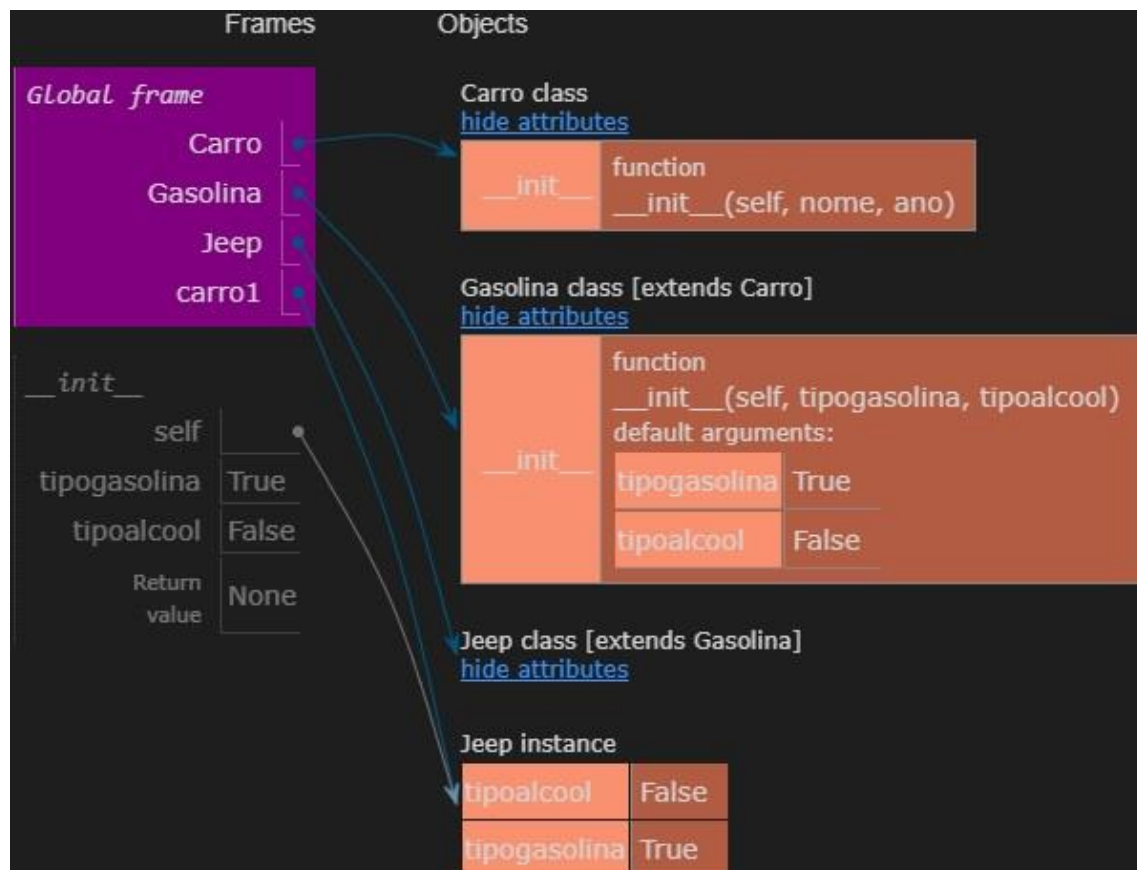 Frames Objects
Global frame
Carro
Gasolina
Jeep
carro1
__init__
self
tipogasolina True
tipoalcool False
Return
value
None
Carro class
hide attributes
__init__
function
__init__(self, nome, ano)
Gasolina class [extends Carro]
hide attributes
__init__
function
__init__(self, tipogasolina, tipoalcool)
default arguments:
tipogasolina True
tipoalcool False
Jeep class [extends Gasolina]
hide attributes
Jeep instance
tipoalcool False
tipogasolina True